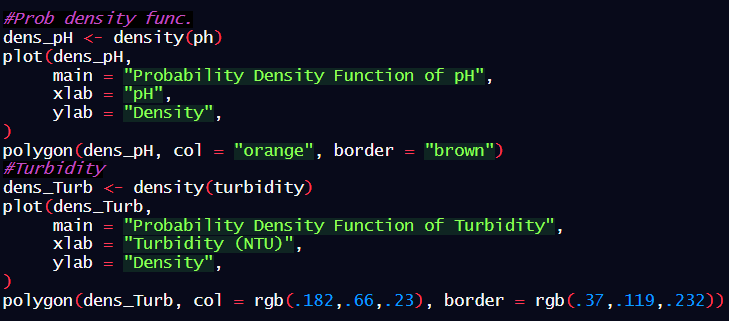 #Prob density func.
dens_pH <- density(ph)
plot(dens_pH,
     main = "Probability Density Function of pH",
     xlab = "pH",
     ylab = "Density",
)
polygon(dens_pH, col = "orange", border = "brown")
#Turbidity
dens_Turb <- density(turbidity)
plot(dens_Turb,
     main = "Probability Density Function of Turbidity",
     xlab = "Turbidity (NTU)",
     ylab = "Density",
)
polygon(dens_Turb, col = rgb(.182,.66,.23), border = rgb(.37,.119,.232))